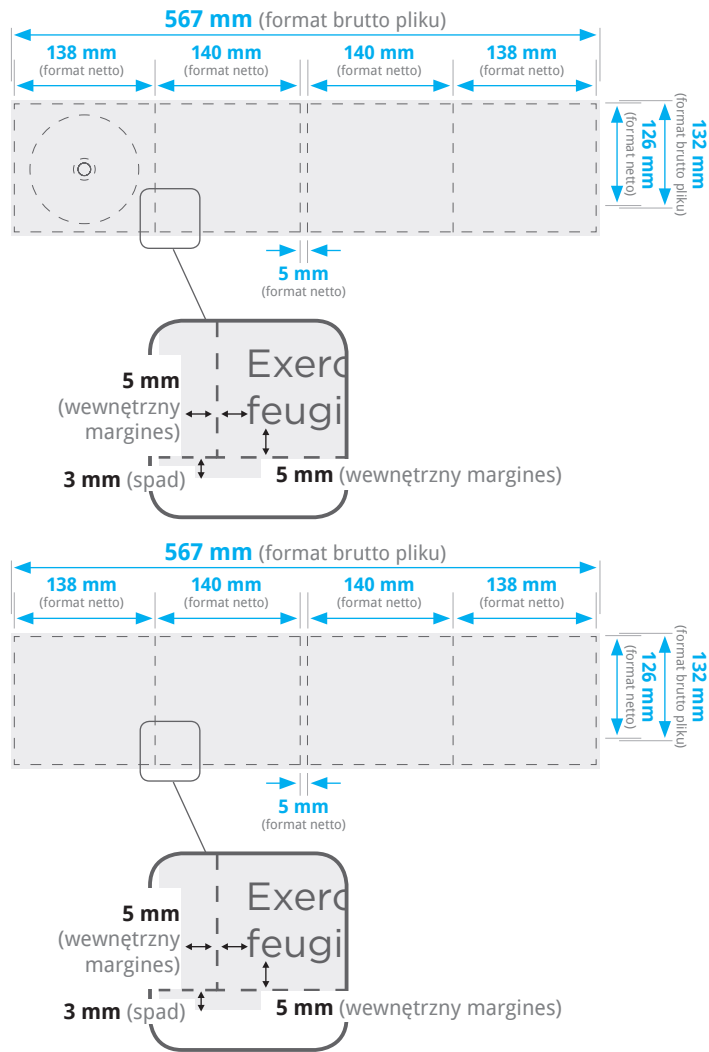 567 mm (format brutto pliku)
138 mm
(format netto)
140 mm
(format netto)
140 mm
(format netto)
138 mm
(format netto)
126 mm
(format netto)
132 mm
(format brutto pliku)
5 mm
(format netto)
Exerc
feugi
5 mm
(wewnętrzny
margines)
3 mm (spad)
5 mm (wewnętrzny margines)
567 mm (format brutto pliku)
138 mm
(format netto)
140 mm
(format netto)
140 mm
(format netto)
138 mm
(format netto)
126 mm
(format netto)
132 mm
(format brutto pliku)
5 mm
(format netto)
Exerc
feugi
5 mm
(wewnętrzny
margines)
3 mm (spad)
5 mm (wewnętrzny margines)